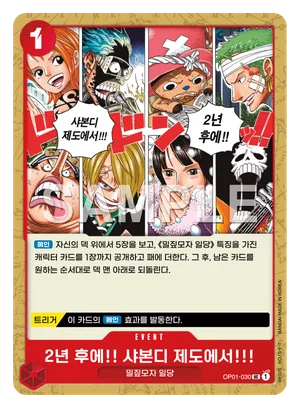 1
샤본디
제도에서!!!
2년
후에!!
ドドン
SAMPLE
메인 자신의 덱 위에서 5장을 보고, 《밀짚모자 일당》 특징을 가진
캐릭터 카드를 1장까지 공개하고 패에 더한다. 그 후, 남은 카드를
원하는 순서대로 덱 맨 아래로 되돌린다.
트리거 이 카드의 메인 효과를 발동한다.
EVENT
2년 후에!! 샤본디 제도에서!!!
밀짚모자 일당
OP01-030
1